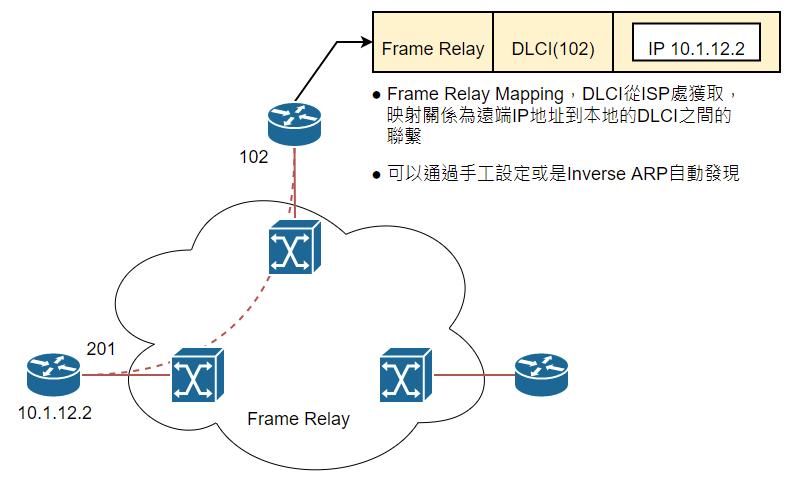 Frame Relay DLCI(102) IP 10.1.12.2
● Frame Relay Mapping，DLCI從ISP處獲取，
映射關係為遠端IP地址到本地的DLCI之間的
聯繫
● 可以通過手工設定或是Inverse ARP自動發現
102
201
10.1.12.2
Frame Relay